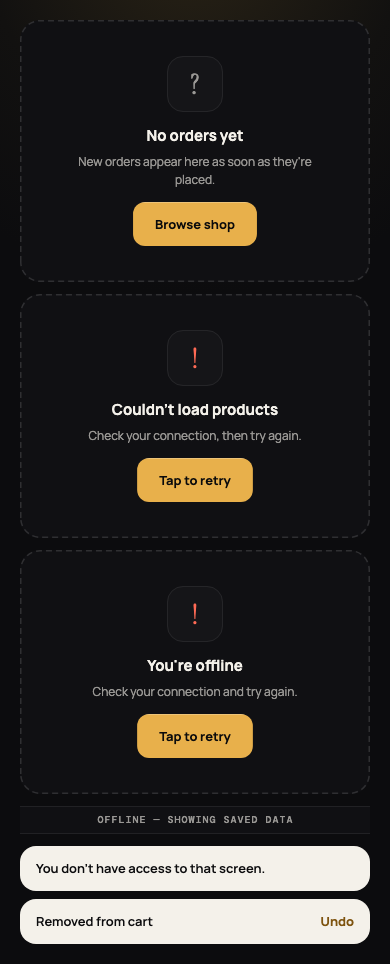 ?
No orders yet
New orders appear here as soon as they're
placed.
Browse shop
!
Couldn't load products
Check your connection, then try again.
Tap to retry
!
You're offline
Check your connection and try again.
Tap to retry
OFFLINE — SHOWING SAVED DATA
You don't have access to that screen.
Removed from cart Undo